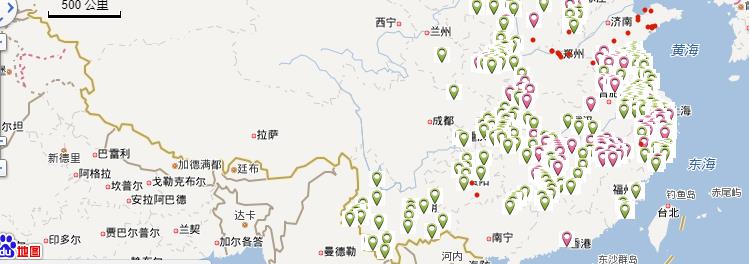 500 公里
西宁
兰州
济南
郑州
黄海
成都
拉萨
新德里
巴雷利
阿格拉
坎普尔
戈勒克布尔
加德满都
廷布
安拉阿巴德
达卡
印多尔
贾巴尔普尔
兰契
加尔各答
曼德勒
河内
南宁
福州
台北
钓鱼岛
赤尾屿
东海
东沙群岛
地图